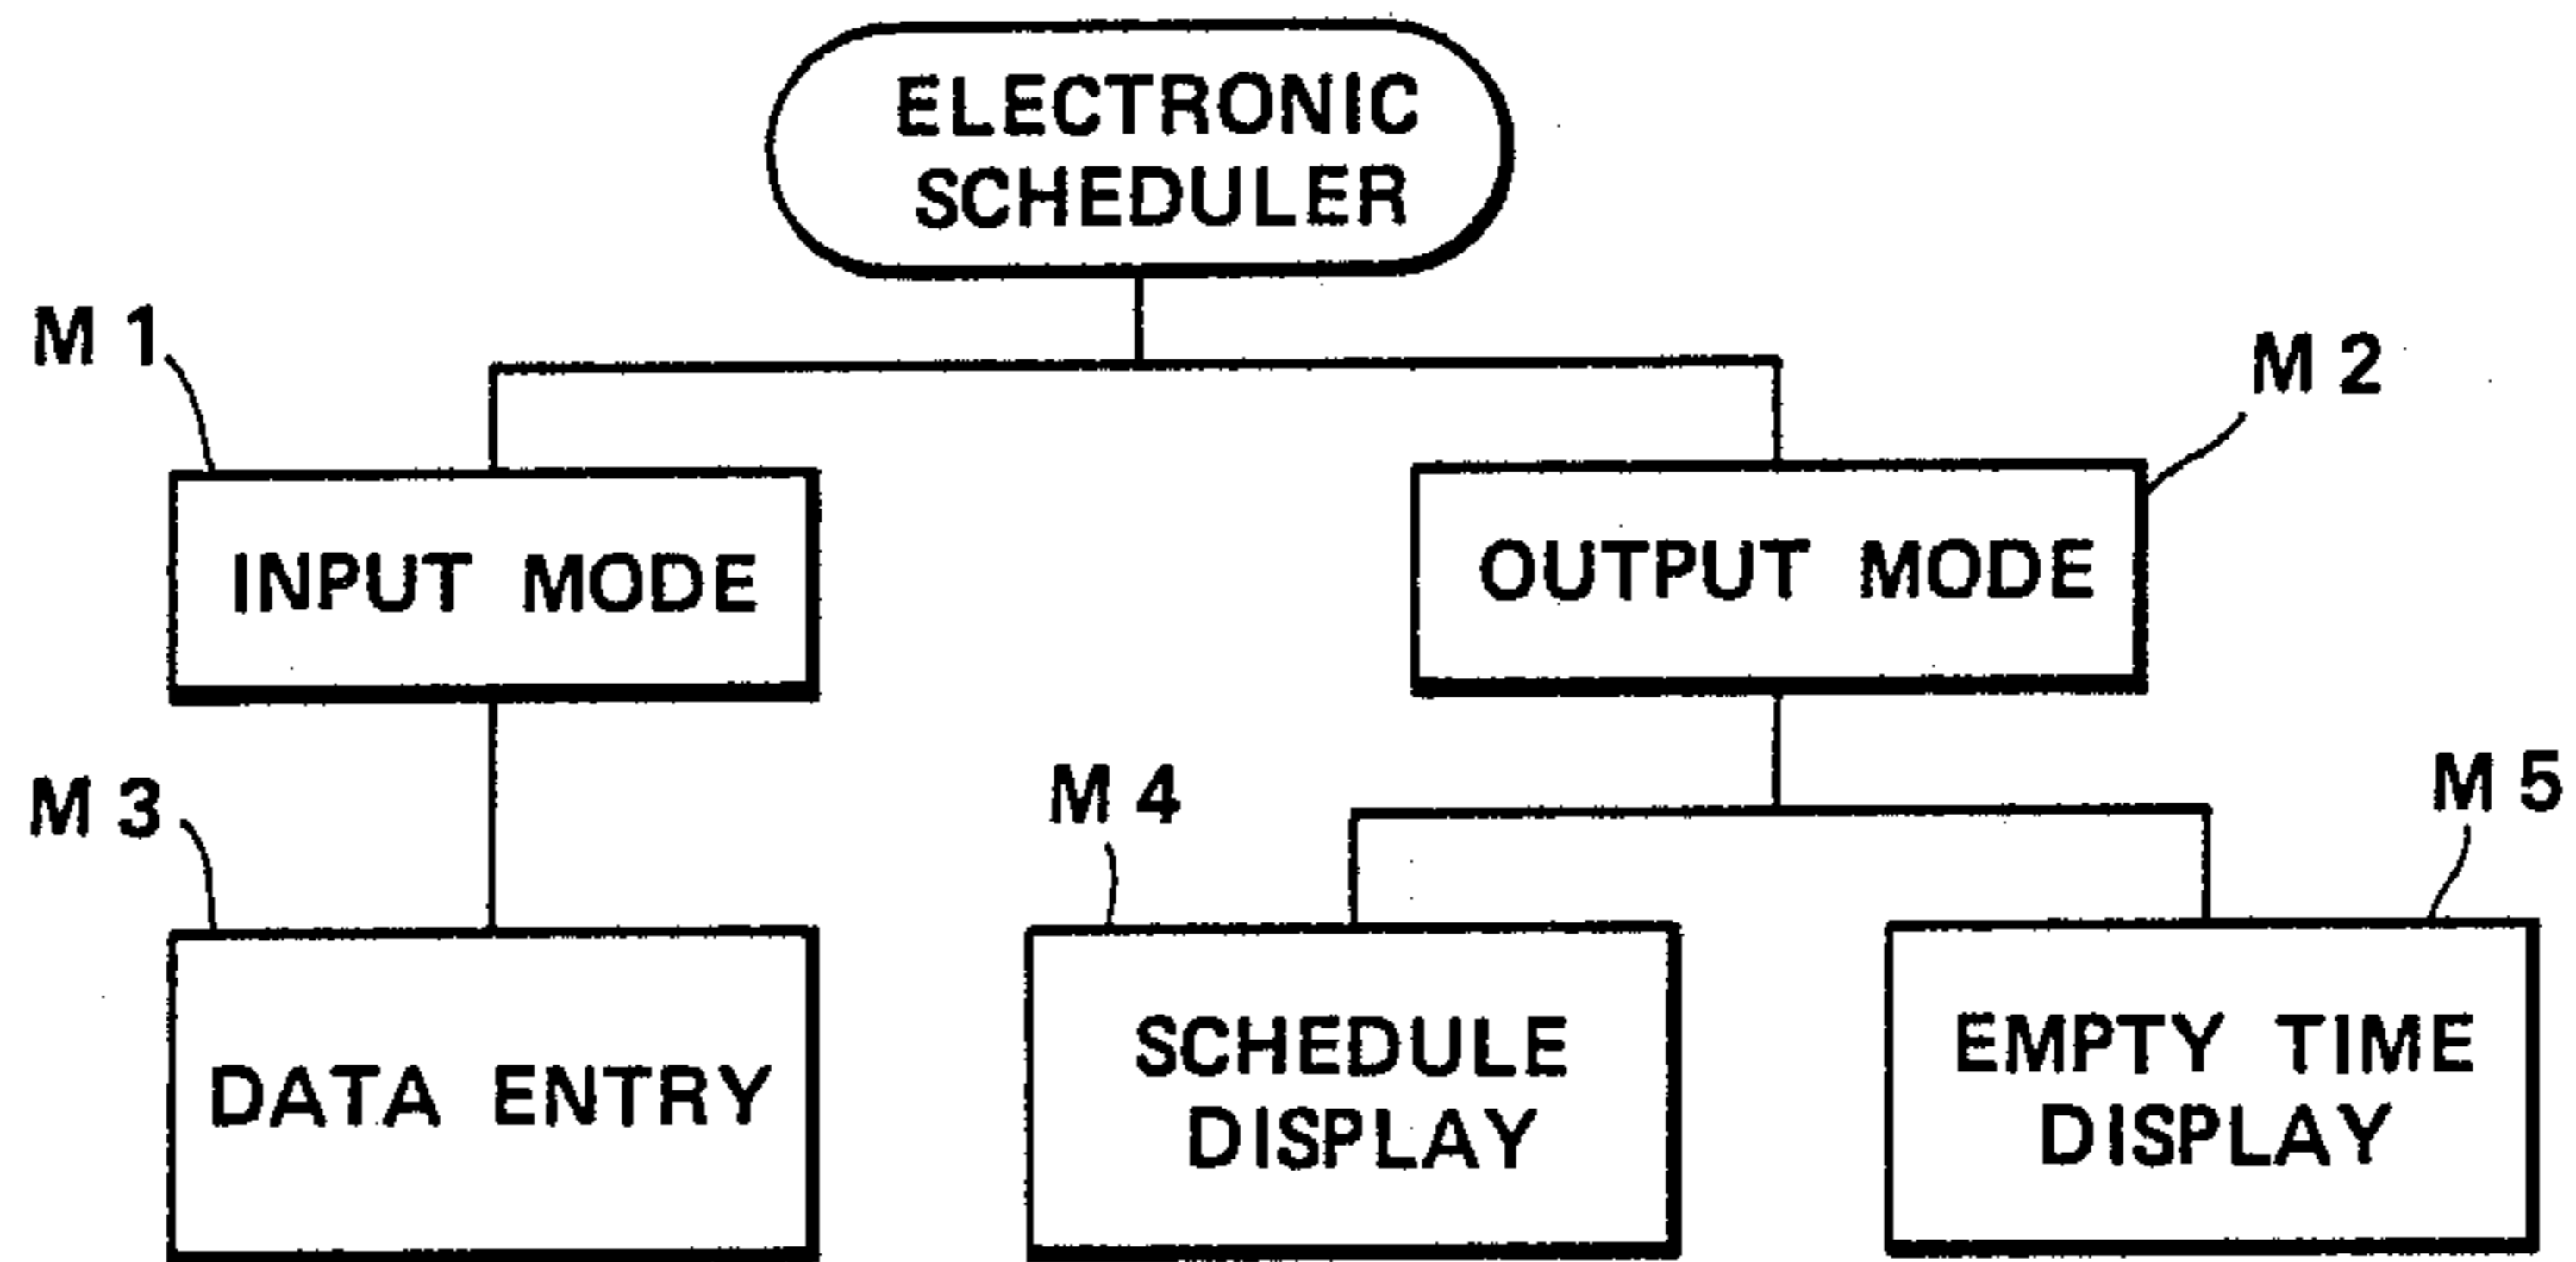 ELECTRONIC
SCHEDULER
M 1
M 2
INPUT MODE
OUTPUT MODE
M 3
M 4
M 5
DATA ENTRY
SCHEDULE
DISPLAY
EMPTY TIME
DISPLAY